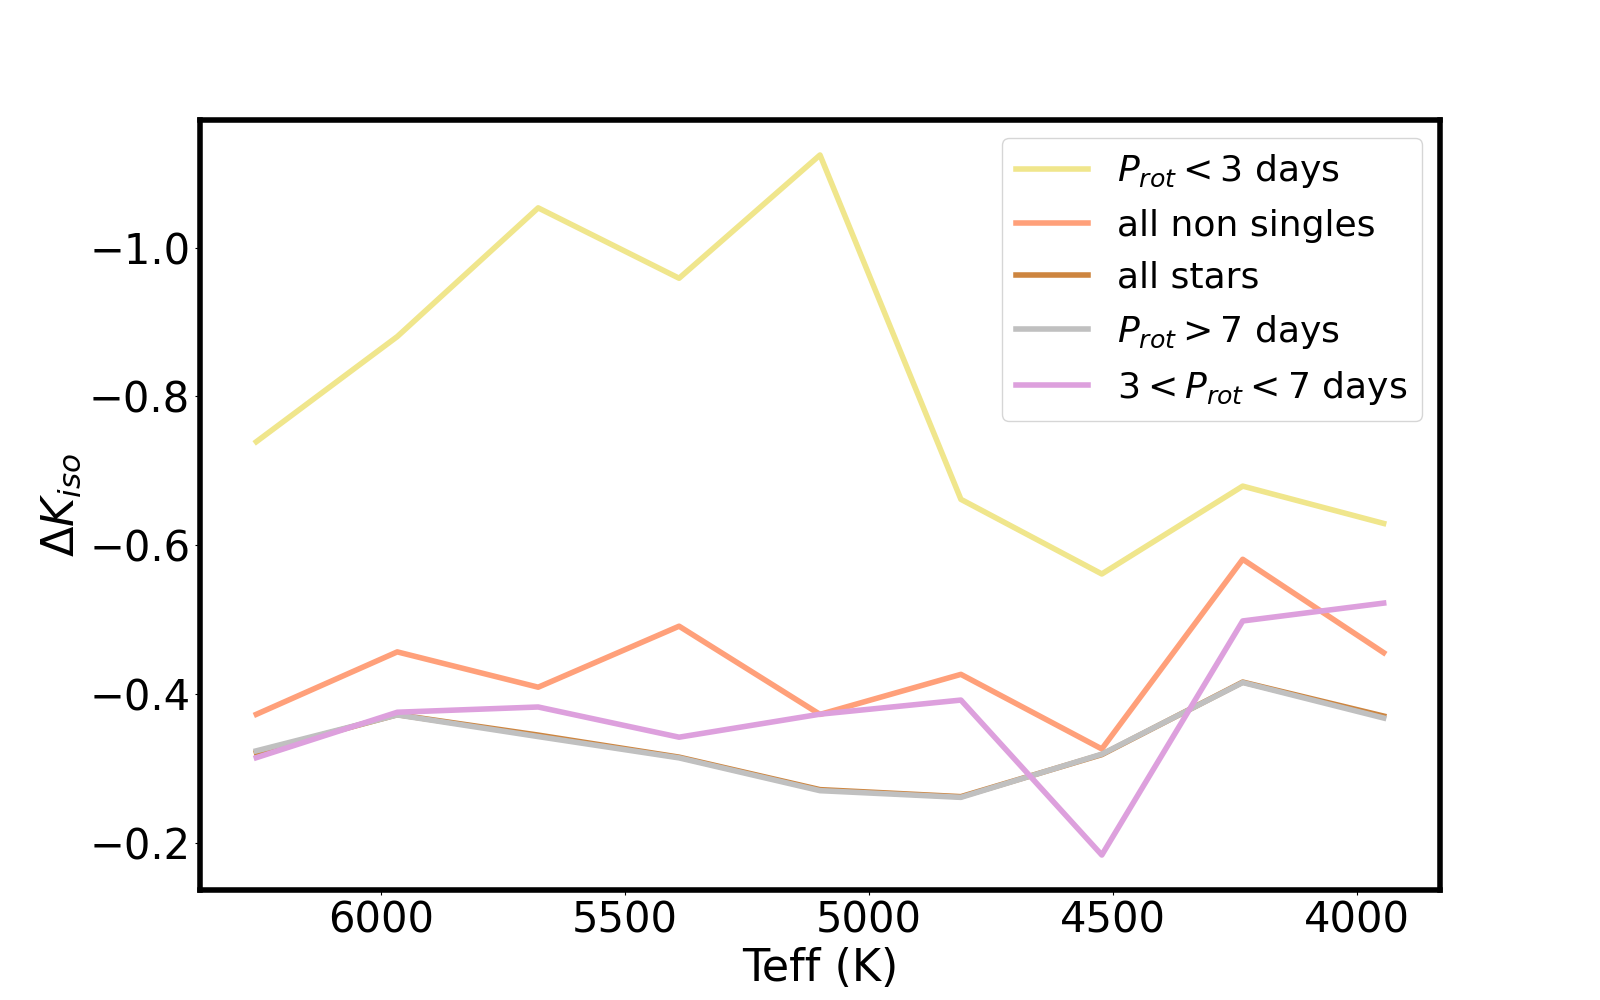 P_rot < 3 days
all non singles
all stars
P_rot > 7 days
3 < P_rot < 7 days
−1.0
−0.8
−0.6
−0.4
−0.2
ΔK_iso
6000 5500 5000 4500 4000
Teff (K)